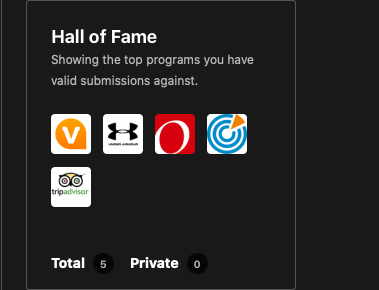 Hall of Fame
Showing the top programs you have
valid submissions against.
V
UNDER ARMOUR
O
tripadvisor
Total 5 Private 0